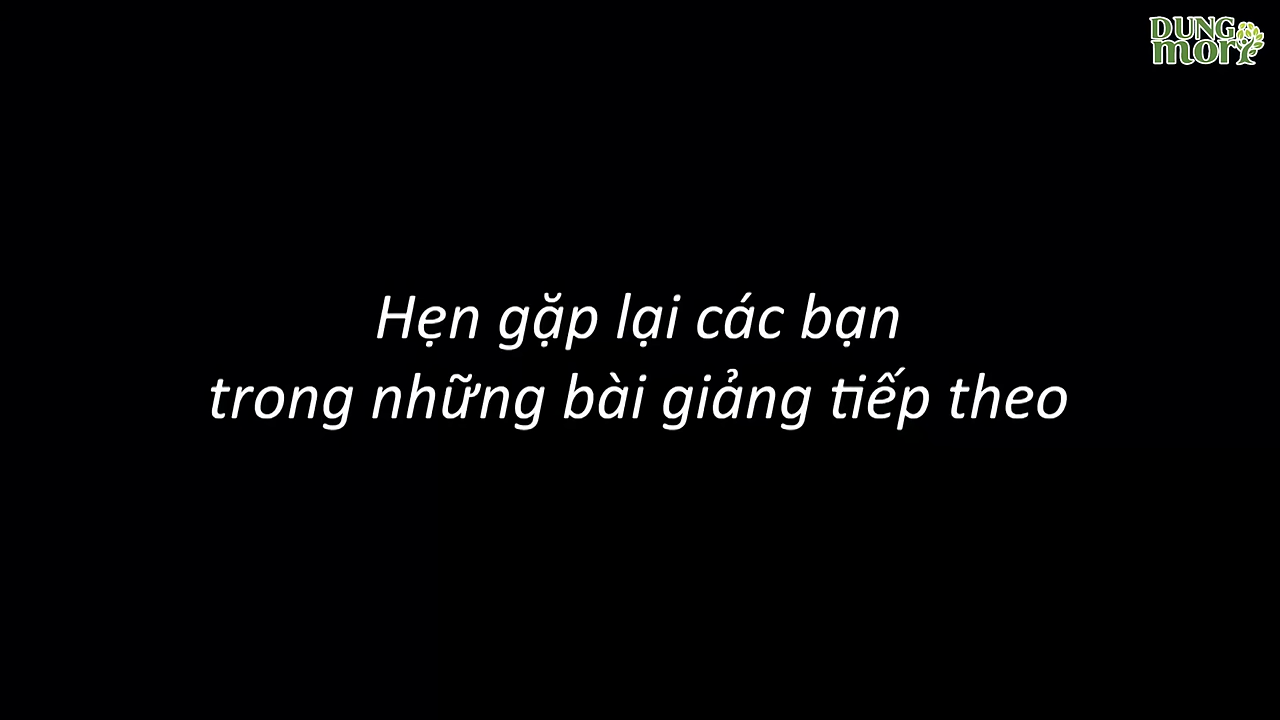 DUNG
mori
Hẹn gặp lại các bạn
trong những bài giảng tiếp theo